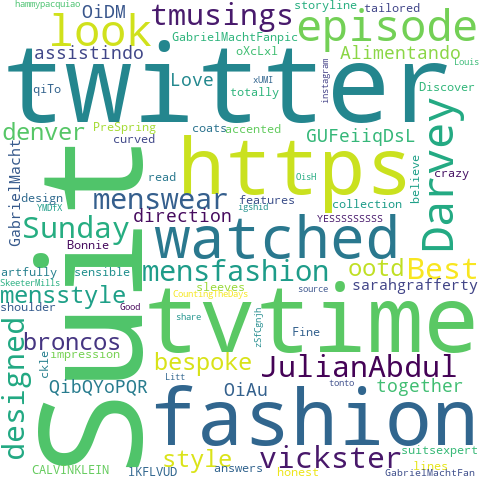 hammypacquiao
OiDM
tmusings
storyline
tailored
look
episode
GabrielMachtFanpic
oXcLxl
assistindo
Alimentando
twitter
Love
xUMI
qiTo
totally
instagram
Louis
Discover
denver
PreSpring
coats
accented
GUFeiiqDsL
curved
GabrielMacht
Suit
https
Darvey
read
believe
crazy
design
YMDTX
menswear
features
OisH
collection
igshid
direction
YESSSSSSSSS
Sunday
Bonnie
watched
artfully
sensible
mensfashion
ootd
Best
SkeeterMills
sleeves
sarahgrafferty
mensstyle
CountingTheDays
source
shoulder
Good
tvtime
designed
broncos
share
zSfCgnjh
Fine
impression
bespoke
JulianAbdul
ckle
Litt
QibQYoPQR
OiAu
tonto
together
fashion
style
vickster
suitsexpert
CALVINKLEIN
1KFLVUD
answers
honest
lines
GabrielMachtFan